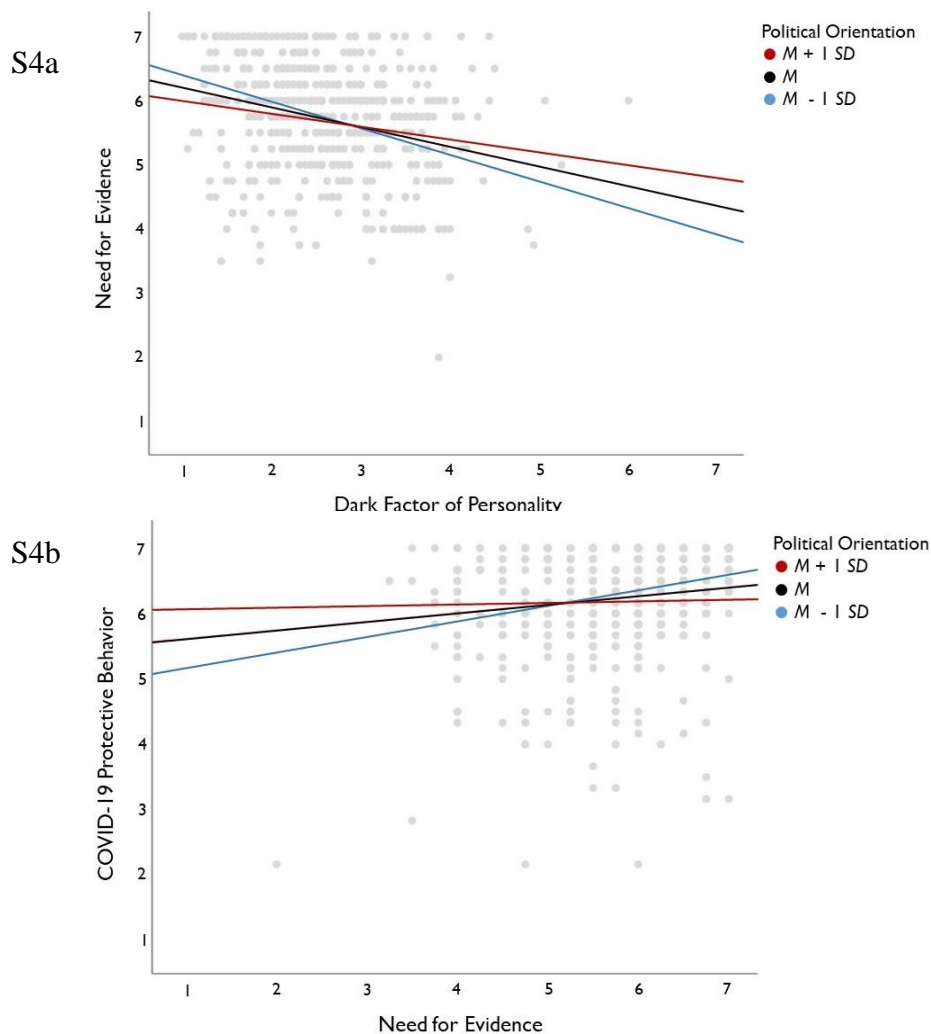 S4a
Need for Evidence
7
6
5
4
3
2
1
1 2 3 4 5 6 7
Dark Factor of Personality
Political Orientation
M + 1 SD
M
M - 1 SD
S4b
COVID-19 Protective Behavior
7
6
5
4
3
2
1
1 2 3 4 5 6 7
Need for Evidence
Political Orientation
M + 1 SD
M
M - 1 SD